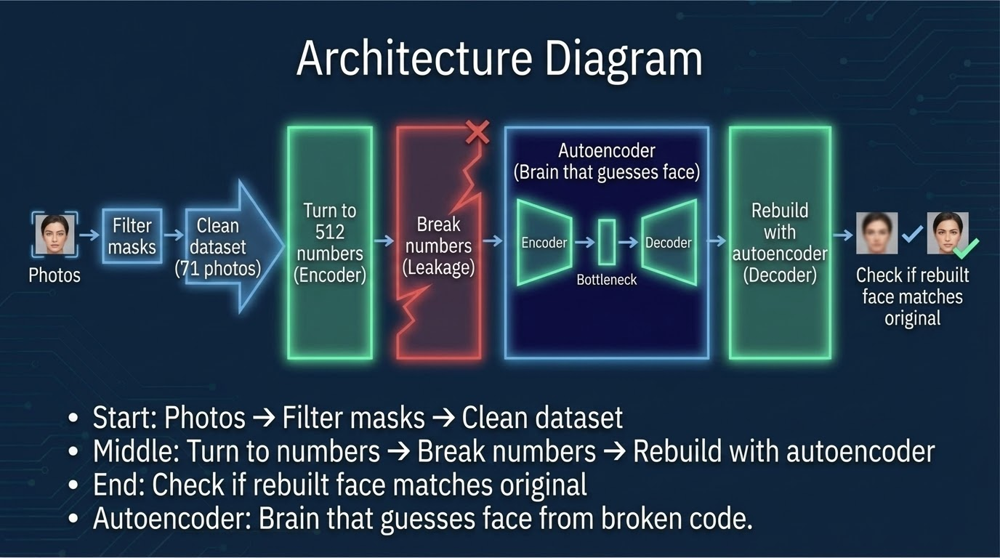 Architecture Diagram
Photos
Filter
masks
Clean
dataset
(71 photos)
Turn to
512
numbers
(Encoder)
Break
numbers
(Leakage)
Autoencoder
(Brain that guesses face)
Encoder
Bottleneck
Decoder
Rebuild
with
autoencoder
(Decoder)
Check if rebuilt
face matches
original
• Start: Photos → Filter masks → Clean dataset
• Middle: Turn to numbers → Break numbers → Rebuild with autoencoder
• End: Check if rebuilt face matches original
• Autoencoder: Brain that guesses face from broken code.